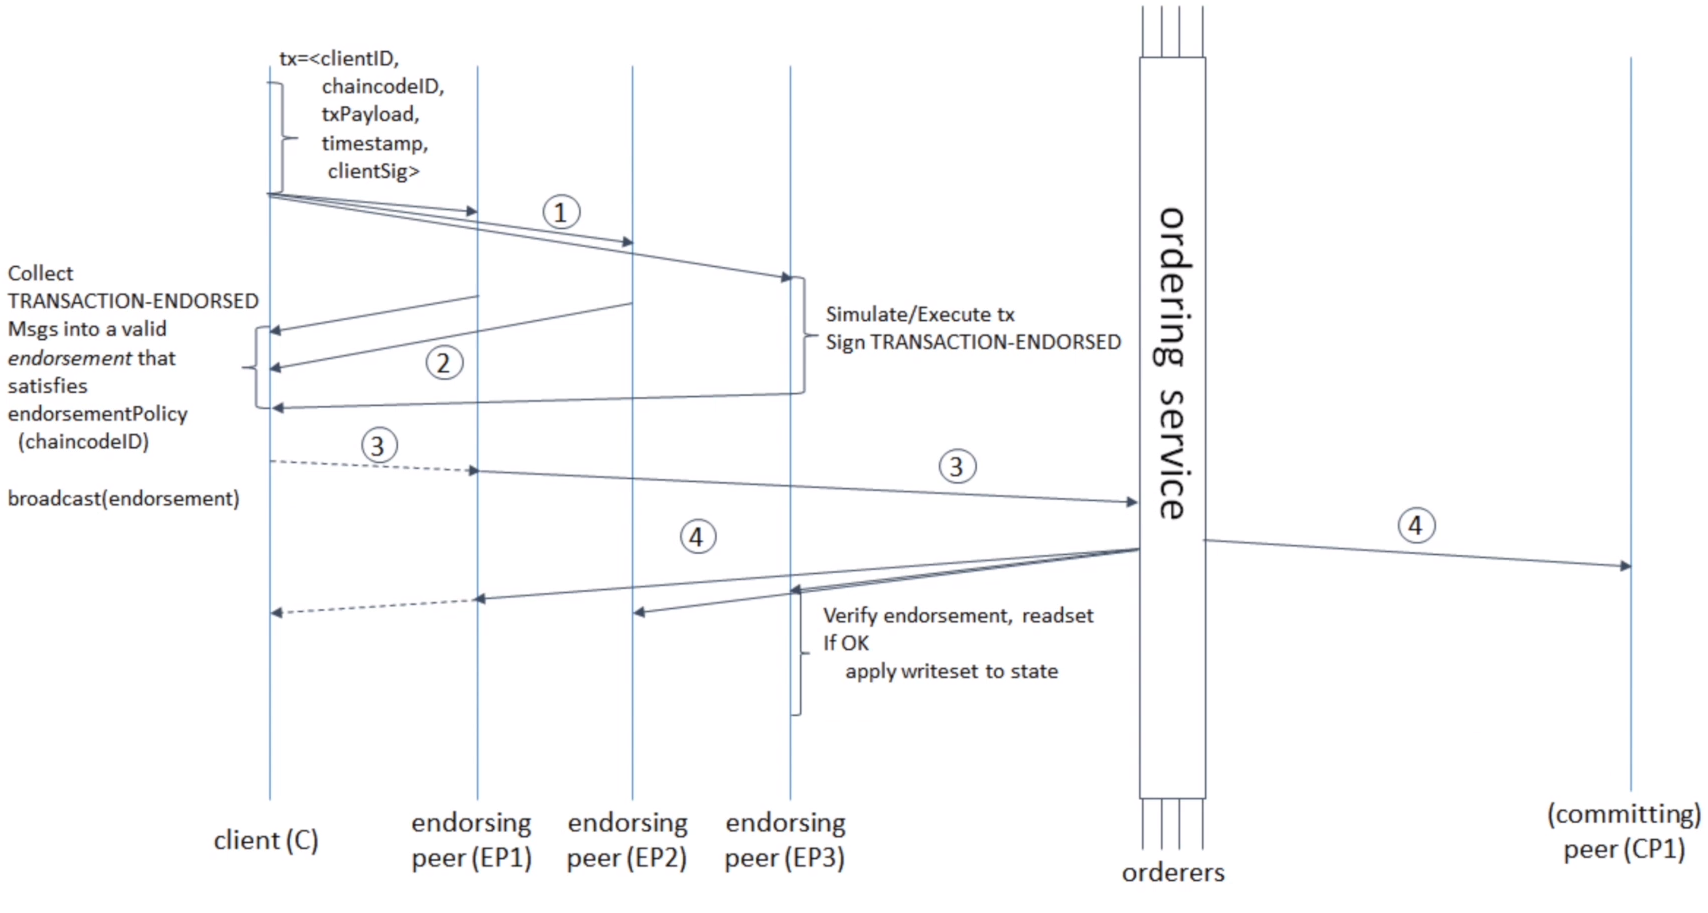 tx=<clientID,
chaincodeID,
txPayload,
timestamp,
clientSig>
1
Collect
TRANSACTION-ENDORSED
Msgs into a valid
endorsement that
satisfies
endorsementPolicy
(chaincodeID)
Simulate/Execute tx
Sign TRANSACTION-ENDORSED
2
3
3
broadcast(endorsement)
4
4
ordering service
Verify endorsement, readset
If OK
apply writeset to state
client (C)
endorsing
peer (EP1)
endorsing
peer (EP2)
endorsing
peer (EP3)
orderers
(committing)
peer (CP1)